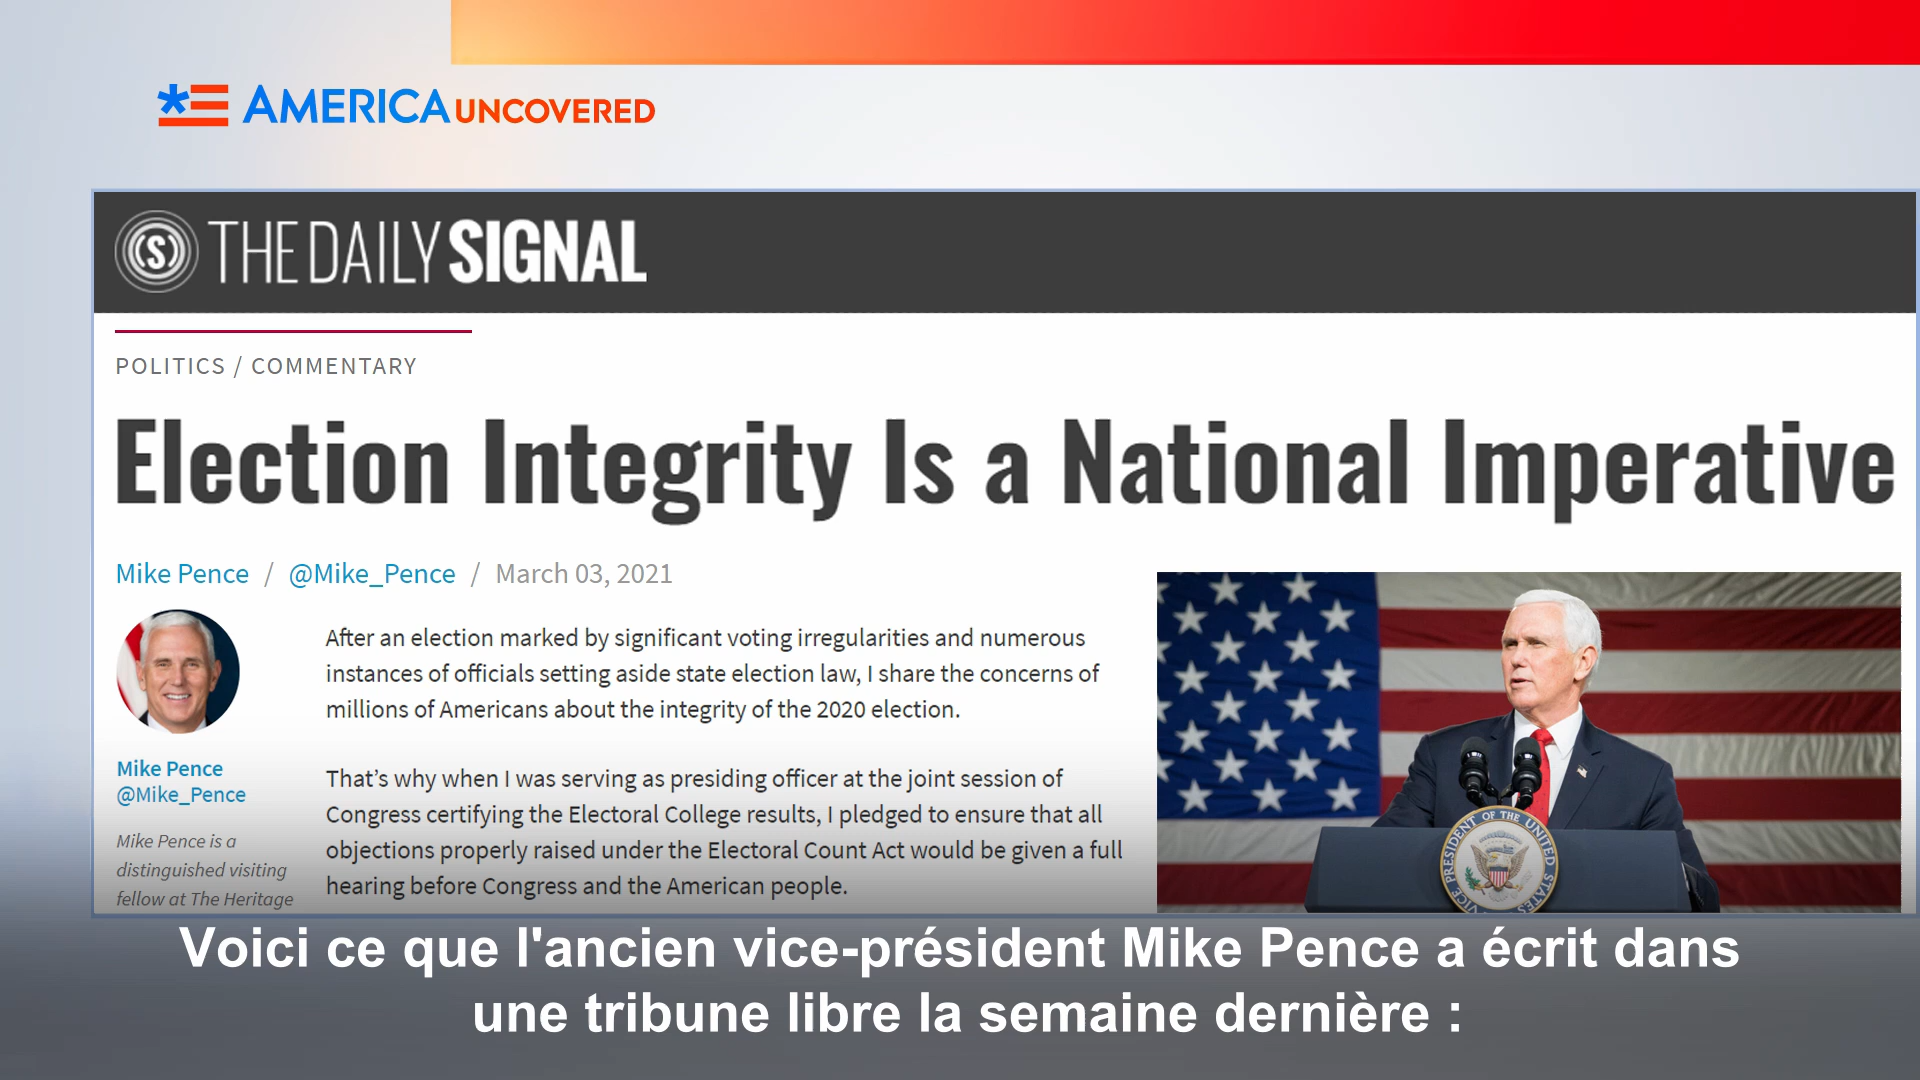 AMERICA UNCOVERED
(S) THE DAILY SIGNAL
POLITICS / COMMENTARY
Election Integrity Is a National Imperative
Mike Pence / @Mike_Pence / March 03, 2021
After an election marked by significant voting irregularities and numerous
instances of officials setting aside state election law, I share the concerns of
millions of Americans about the integrity of the 2020 election.
Mike Pence
@Mike_Pence
Mike Pence is a
distinguished visiting
fellow at The Heritage
That's why when I was serving as presiding officer at the joint session of
Congress certifying the Electoral College results, I pledged to ensure that all
objections properly raised under the Electoral Count Act would be given a full
hearing before Congress and the American people.
VICE PRESIDENT OF THE UNITED STATES
Voici ce que l'ancien vice-président Mike Pence a écrit dans
une tribune libre la semaine dernière :